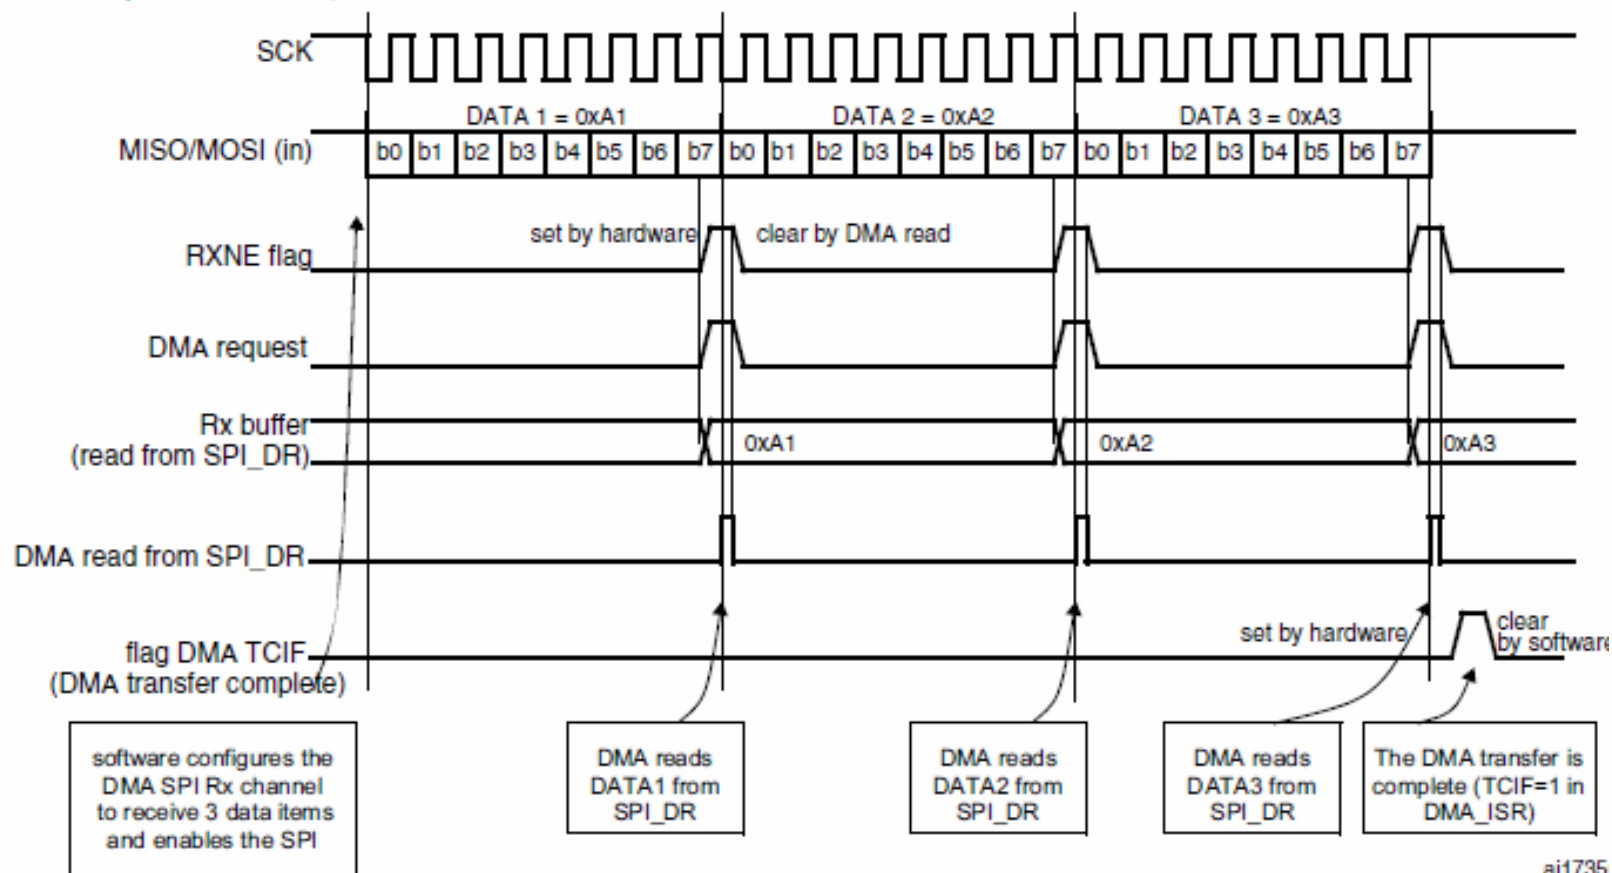 SCK
DATA 1 = 0xA1 DATA 2 = 0xA2 DATA 3 = 0xA3
MISO/MOSI (in) b0 b1 b2 b3 b4 b5 b6 b7 b0 b1 b2 b3 b4 b5 b6 b7 b0 b1 b2 b3 b4 b5 b6 b7
set by hardware clear by DMA read
RXNE flag
DMA request
Rx buffer
(read from SPI_DR) 0xA1 0xA2 0xA3
DMA read from SPI_DR
set by hardware clear
by software
flag DMA TCIF
(DMA transfer complete)
software configures the
DMA SPI Rx channel
to receive 3 data items
and enables the SPI
DMA reads
DATA1 from
SPI_DR
DMA reads
DATA2 from
SPI_DR
DMA reads
DATA3 from
SPI_DR
The DMA transfer is
complete (TCIF=1 in
DMA_ISR)